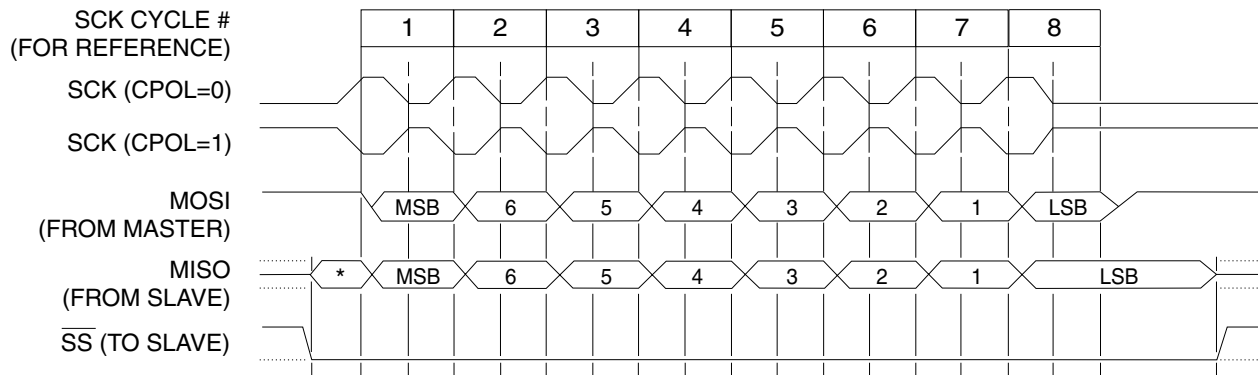 SCK CYCLE # 1 2 3 4 5 6 7 8
(FOR REFERENCE)
SCK (CPOL=0)
SCK (CPOL=1)
MOSI MSB 6 5 4 3 2 1 LSB
(FROM MASTER)
MISO * MSB 6 5 4 3 2 1 LSB
(FROM SLAVE)
SS (TO SLAVE)